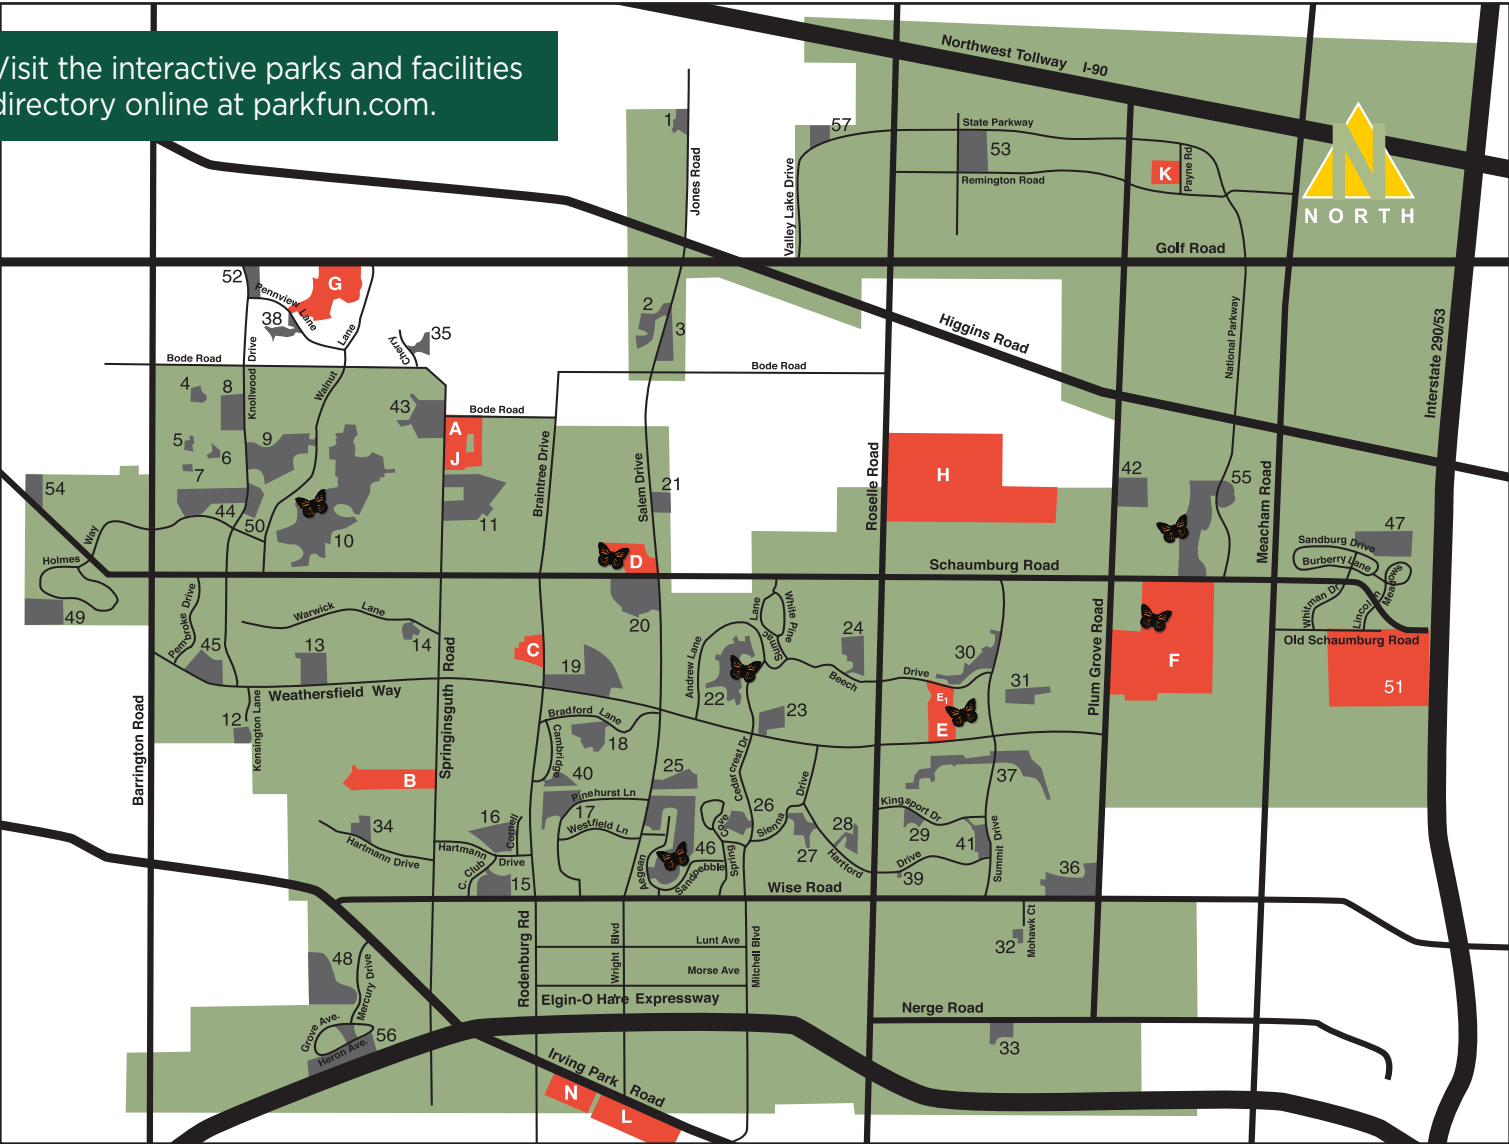 Visit the interactive parks and facilities
directory online at parkfun.com.
Northwest Tollway I-90
N
NORTH
1
57
State Parkway
53
Remington Road
K
Payne Rd
Jones Road
Valley Lake Drive
Golf Road
52
G
Pennview Lane
38
Lane
35
Cherry
2
3
Higgins Road
National Parkway
Interstate 290/53
Bode Road
Knollwood Drive
Walnut
Bode Road
4
8
43
Bode Road
A
J
5
6
9
7
Braintree Drive
Salem Drive
21
Roselle Road
H
42
55
Meacham Road
54
44
50
10
11
47
Sandburg Drive
Burberry Lane
Meadows
Way
Holmes
D
Schaumburg Road
Whitman Dr
Lincoln
49
Pembroke Drive
Warwick Lane
14
13
45
20
Lane
White Pine
Sumac
24
Old Schaumburg Road
Road
C
19
Andrew Lane
22
Beech
Drive
30
E1
E
31
Plum Grove Road
F
51
Weathersfield Way
12
Kensington Lane
Barrington Road
Springinsguth
Bradford Lane
18
Cambridge
23
B
40
25
Cedarcrest Dr
Drive
37
Pinehurst Ln
17
Westfield Ln
26
Sienna
Kingsport Dr
34
Hartmann Drive
16
Cornell
Hartmann
Drive
C. Club
15
Aegean
46
Cove
Spring
Sandpebble
27
28
Hartford
29
41
Drive
39
Summit Drive
36
Wise Road
Rodenburg Rd
Wright Blvd
Lunt Ave
Morse Ave
Mitchell Blvd
32
Mohawk Ct
48
Mercury Drive
Elgin-O Hare Expressway
Nerge Road
Grove Ave.
56
Heron Ave.
33
Irving Park Road
N
L